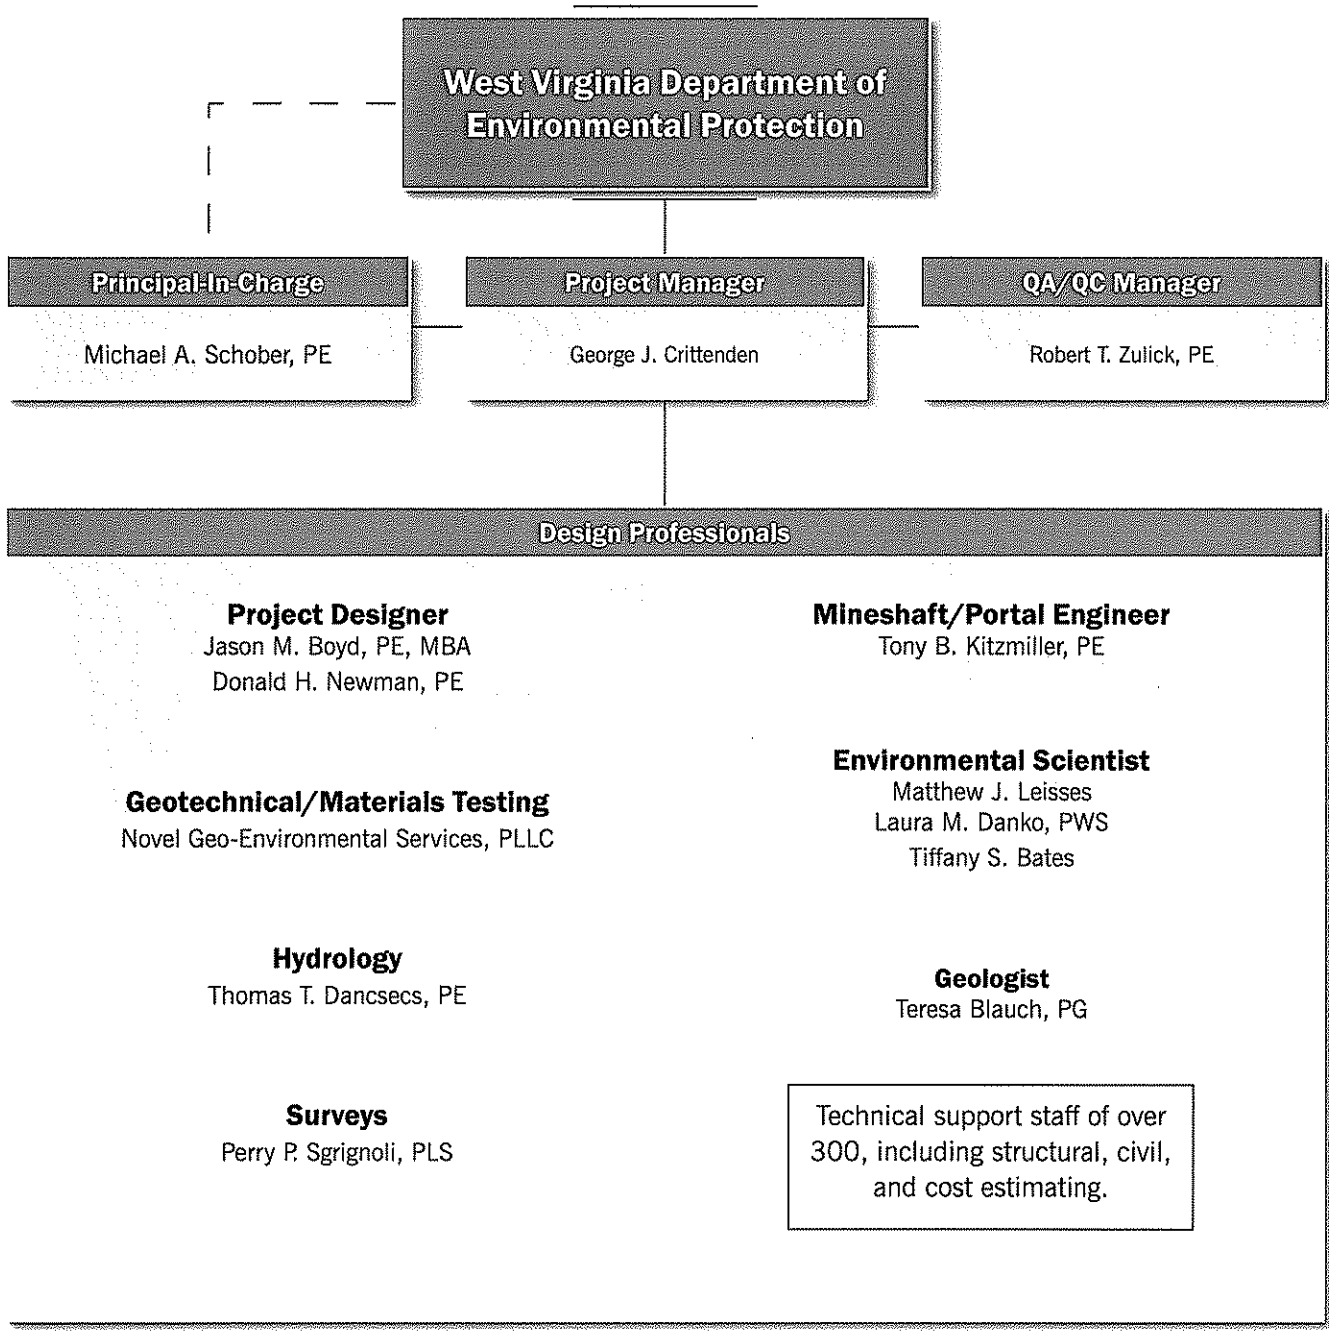 West Virginia Department of
Environmental Protection
Principal-In-Charge
Michael A. Schober, PE
Project Manager
George J. Crittenden
QA/QC Manager
Robert T. Zulick, PE
Design Professionals
Project Designer
Jason M. Boyd, PE, MBA
Donald H. Newman, PE
Geotechnical/Materials Testing
Novel Geo-Environmental Services, PLLC
Hydrology
Thomas T. Dancsecs, PE
Surveys
Perry P. Sgrignoli, PLS
Mineshaft/Portal Engineer
Tony B. Kitzmiller, PE
Environmental Scientist
Matthew J. Leisses
Laura M. Danko, PWS
Tiffany S. Bates
Geologist
Teresa Blauch, PG
Technical support staff of over
300, including structural, civil,
and cost estimating.